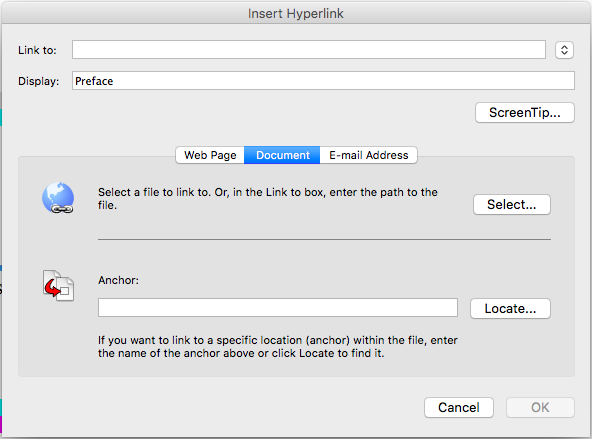 Insert Hyperlink
Link to:
Display: Preface
ScreenTip...
Web Page Document E-mail Address
Select a file to link to. Or, in the Link to box, enter the path to the
file.
Select...
Anchor:
Locate...
If you want to link to a specific location (anchor) within the file, enter
the name of the anchor above or click Locate to find it.
Cancel OK